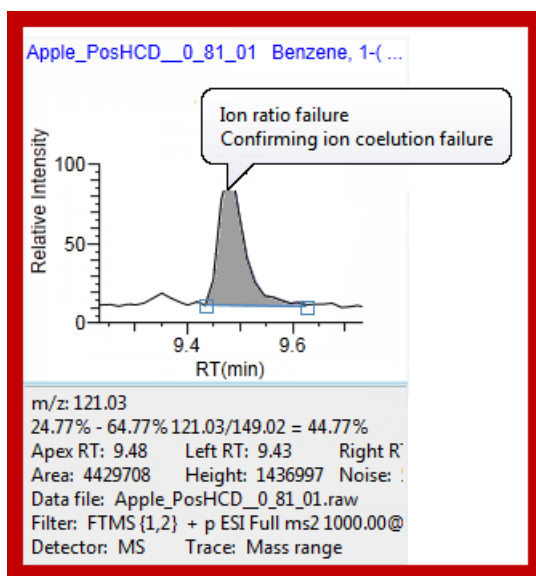 Apple_PosHCD__0_81_01 Benzene, 1-( ...
Ion ratio failure
Confirming ion coelution failure
Relative Intensity
100
50
0
9.4 9.6
RT(min)
m/z: 121.03
24.77% - 64.77% 121.03/149.02 = 44.77%
Apex RT: 9.48 Left RT: 9.43 Right
Area: 4429708 Height: 1436997 Noise:
Data file: Apple_PosHCD__0_81_01.raw
Filter: FTMS {1,2} + p ESI Full ms2 1000.00@
Detector: MS Trace: Mass range